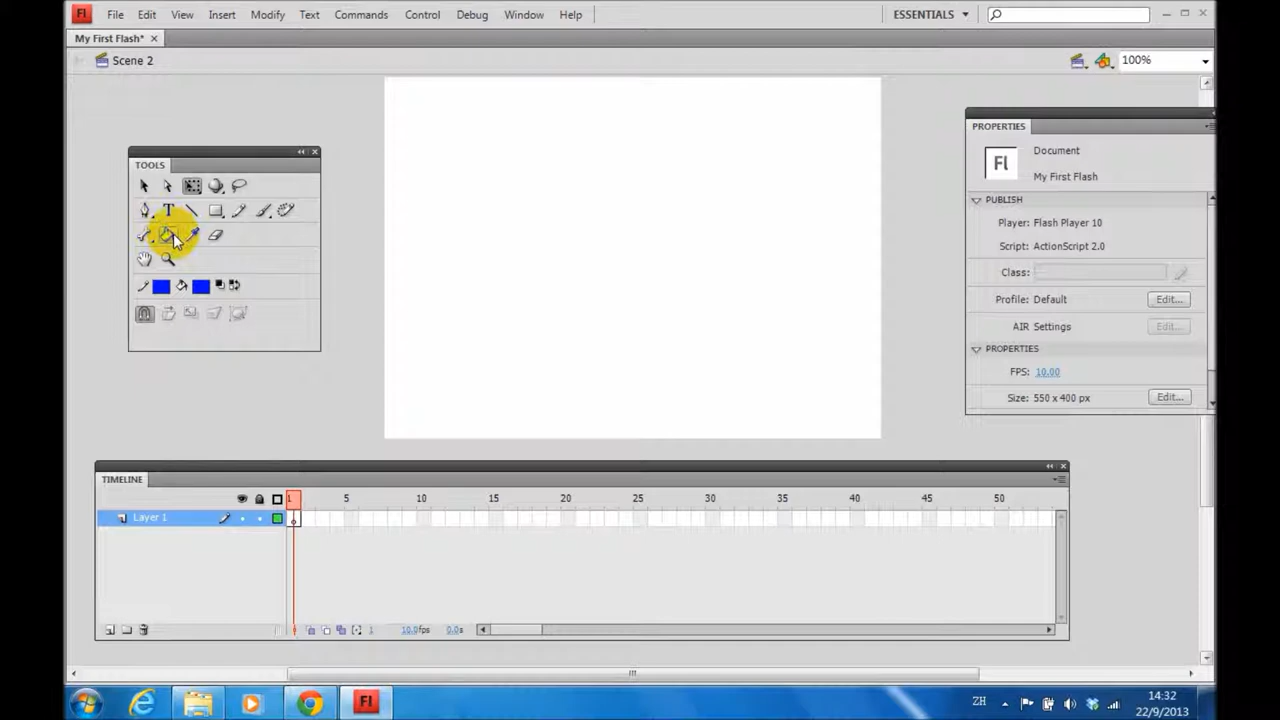 Fl File Edit View Insert Modify Text Commands Control Debug Window Help ESSENTIALS
My First Flash*
Scene 2 100%
PROPERTIES
Fl Document
My First Flash
PUBLISH
Player: Flash Player 10
Script: ActionScript 2.0
Class:
Profile: Default Edit...
AIR Settings Edit...
PROPERTIES
FPS: 10.00
Size: 550 x 400 px Edit...
TOOLS
T
TIMELINE
1 5 10 15 20 25 30 35 40 45 50
Layer 1
1 10.0fps 0.0s
Fl ZH 14:32
22/9/2013